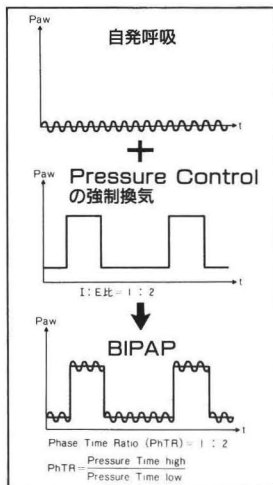 Paw
自発呼吸
t
+
Paw
Pressure Control
の強制換気
t
I:E比=1:2
Paw
BIPAP
t
Phase Time Ratio (PhTR)=1:2
PhTR=Pressure Time high
Pressure Time low